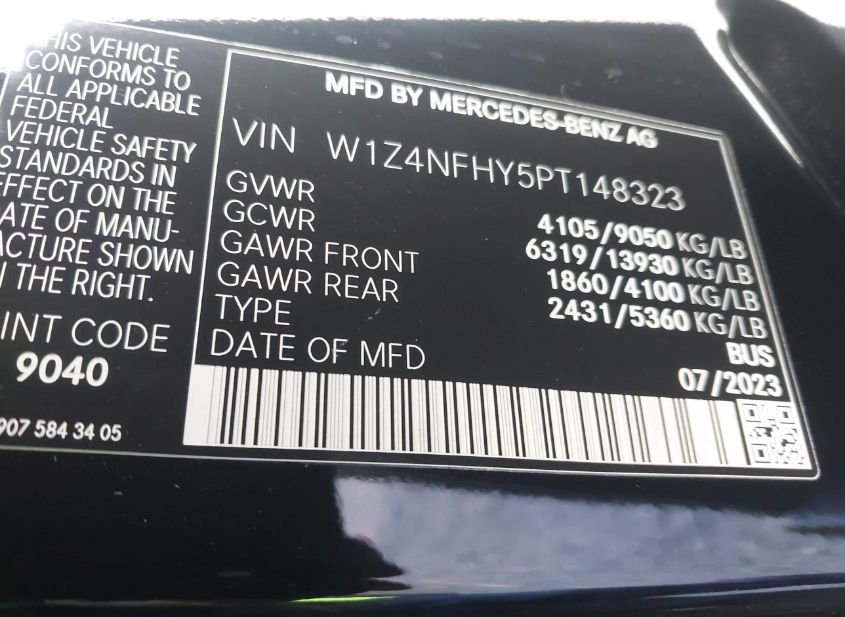 THIS VEHICLE
CONFORMS TO
ALL APPLICABLE
FEDERAL
VEHICLE SAFETY
STANDARDS IN
EFFECT ON THE
DATE OF MANU-
FACTURE SHOWN
THE RIGHT.
INT CODE
9040
907 584 34 05
MFD BY MERCEDES-BENZ AG
VIN W1Z4NFHY5PT148323
GVWR 4105/9050 KG/LB
GCWR 6319/13930 KG/LB
GAWR FRONT 1860/4100 KG/LB
GAWR REAR 2431/5360 KG/LB
TYPE BUS
DATE OF MFD 07/2023